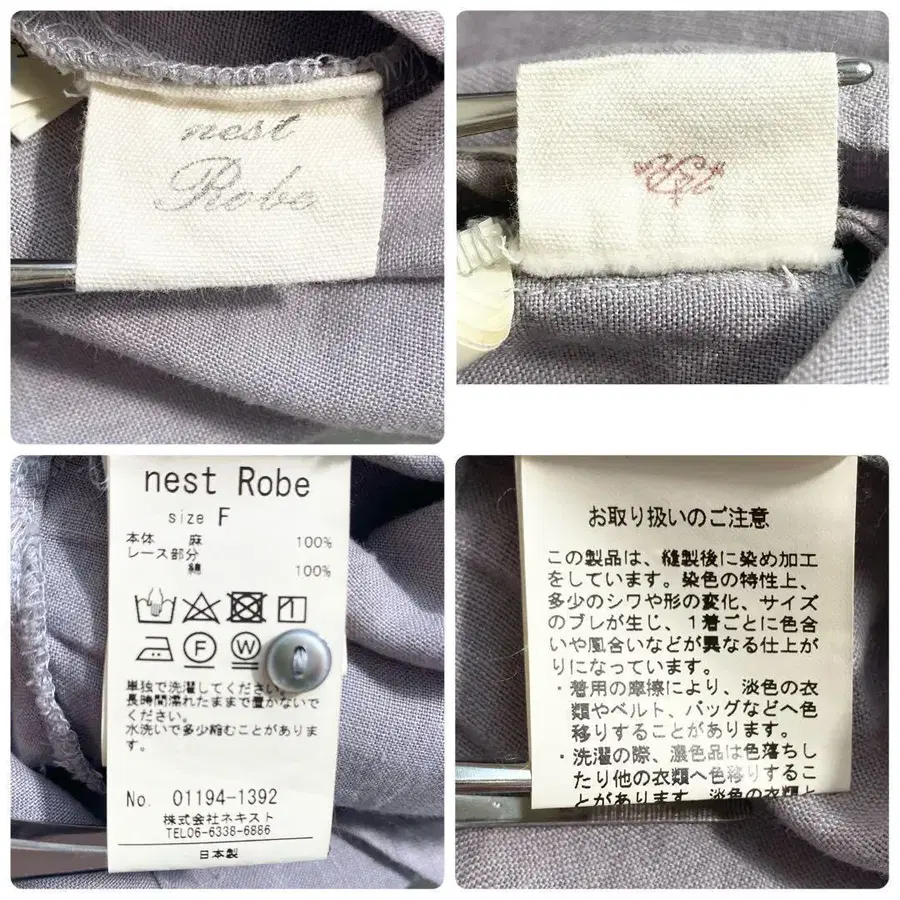 nest
Robe
nest Robe
size F
本体 麻 100%
レース部分
綿 100%
F
W
単独で洗濯してください。
長時間濡れたままで置かないで
ください。
水洗いで多少縮むことがありま
す。
No. 01194-1392
株式会社ネキスト
TEL06-6338-6886
日本製
お取り扱いのご注意
この製品は、縫製後に染め加工
をしています。染色の特性上、
多少のシワや形の変化、サイズ
のブレが生じ、1着ごとに色合
いや風合いなどが異なる仕上が
りになっています。
・着用の摩擦により、淡色の衣
類やベルト、バッグなどへ色
移りすることがあります。
・洗濯の際、濃色品は色落ちし
たり他の衣類へ色移りするこ
とがあります。淡色の衣類と